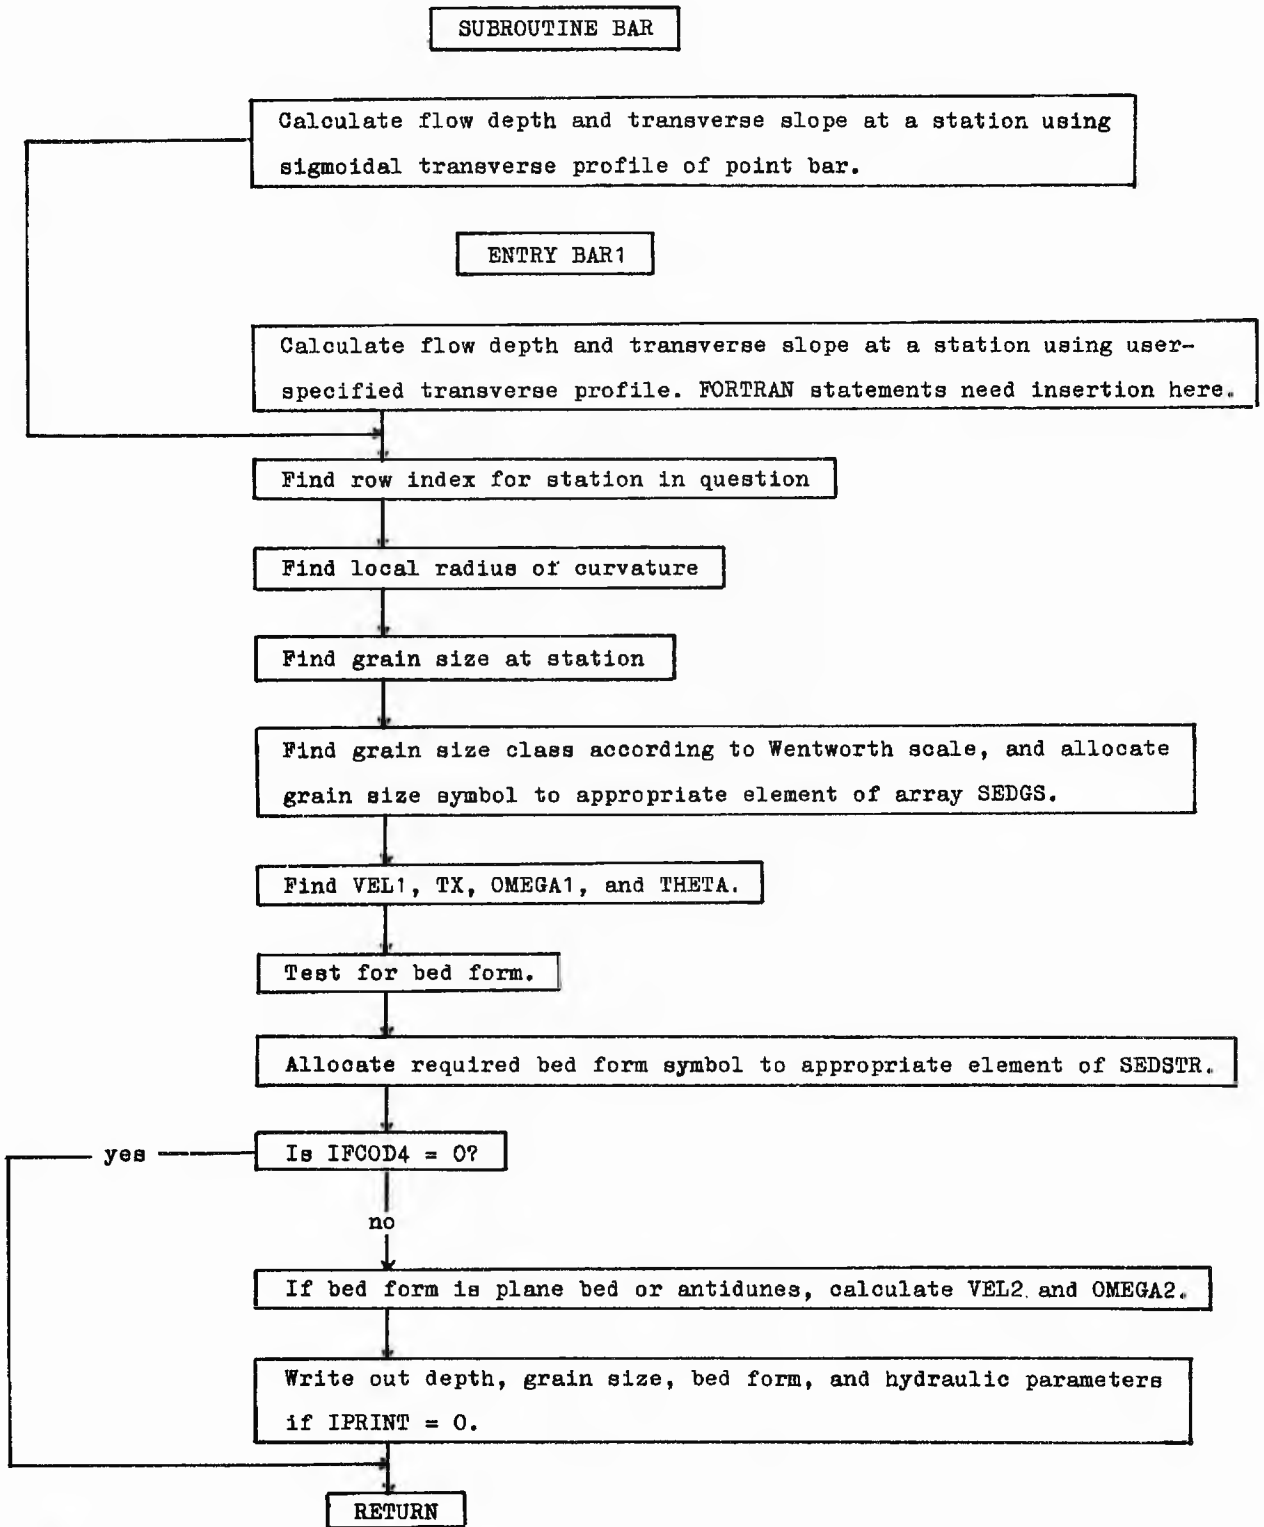 SUBROUTINE BAR
Calculate flow depth and transverse slope at a station using
sigmoidal transverse profile of point bar.
ENTRY BAR1
Calculate flow depth and transverse slope at a station using user-
specified transverse profile. FORTRAN statements need insertion here.
Find row index for station in question
Find local radius of curvature
Find grain size at station
Find grain size class according to Wentworth scale, and allocate
grain size symbol to appropriate element of array SEDGS.
Find VEL1, TX, OMEGA1, and THETA.
Test for bed form.
Allocate required bed form symbol to appropriate element of SEDSTR.
yes
Is IFCOD4 = 0?
no
If bed form is plane bed or antidunes, calculate VEL2 and OMEGA2.
Write out depth, grain size, bed form, and hydraulic parameters
if IPRINT = 0.
RETURN